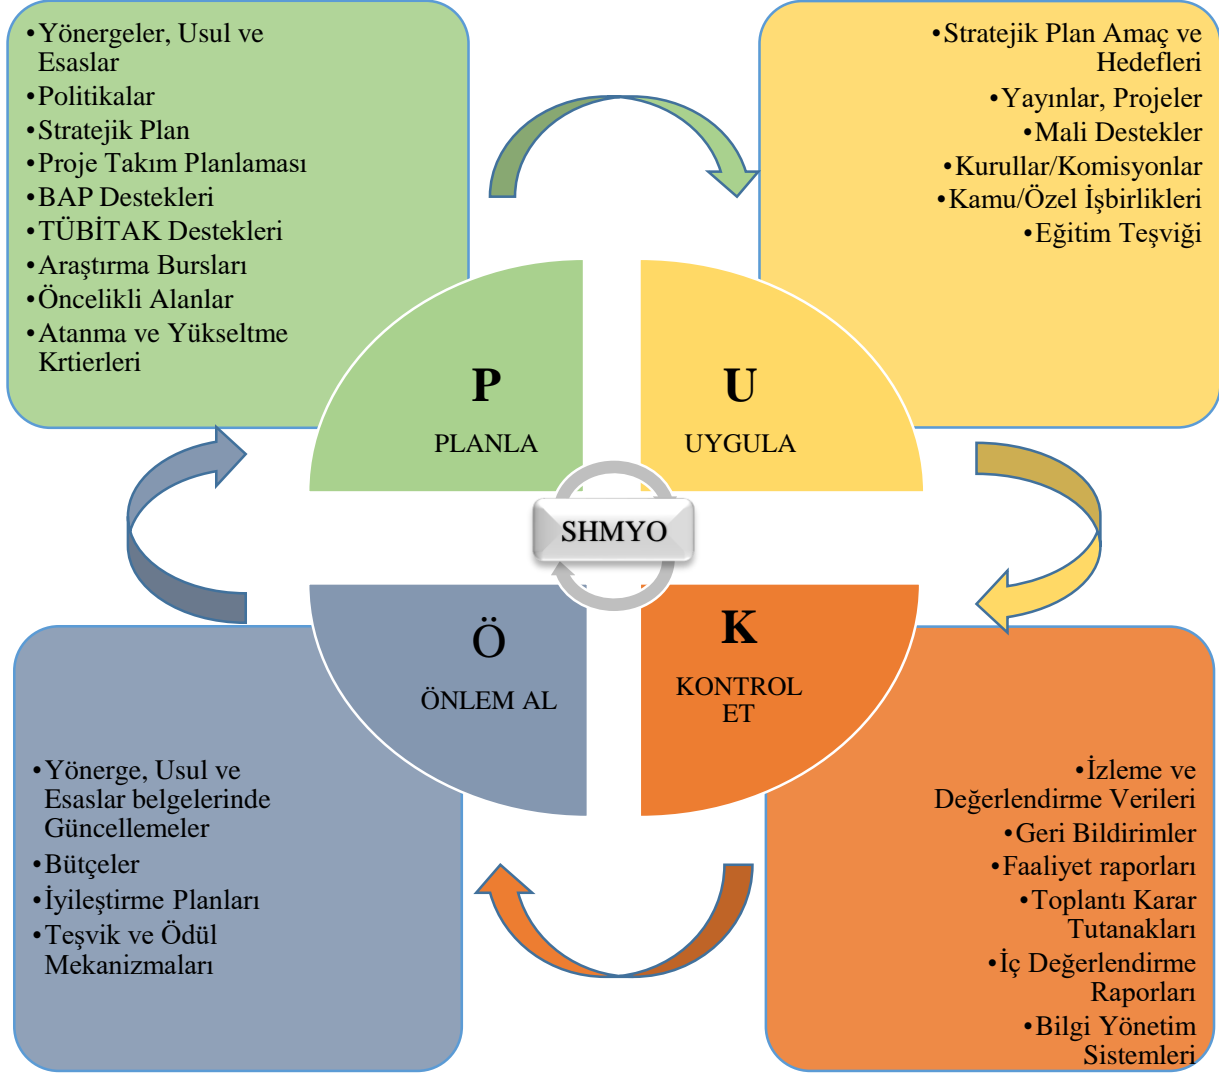 •Yönergeler, Usul ve
Esaslar
•Politikalar
•Stratejik Plan
•Proje Takım Planlaması
•BAP Destekleri
•TÜBİTAK Destekleri
•Araştırma Bursları
•Öncelikli Alanlar
•Atanma ve Yükseltme
Krtierleri
•Stratejik Plan Amaç ve
Hedefleri
•Yayınlar, Projeler
•Mali Destekler
•Kurullar/Komisyonlar
•Kamu/Özel İşbirlikleri
•Eğitim Teşviği
P
PLANLA
U
UYGULA
SHMYO
Ö
ÖNLEM AL
K
KONTROL
ET
•Yönerge, Usul ve
Esaslar belgelerinde
Güncellemeler
•Bütçeler
•İyileştirme Planları
•Teşvik ve Ödül
Mekanizmaları
•İzleme ve
Değerlendirme Verileri
•Geri Bildirimler
•Faaliyet raporları
•Toplantı Karar
Tutanakları
•İç Değerlendirme
Raporları
•Bilgi Yönetim
Sistemleri